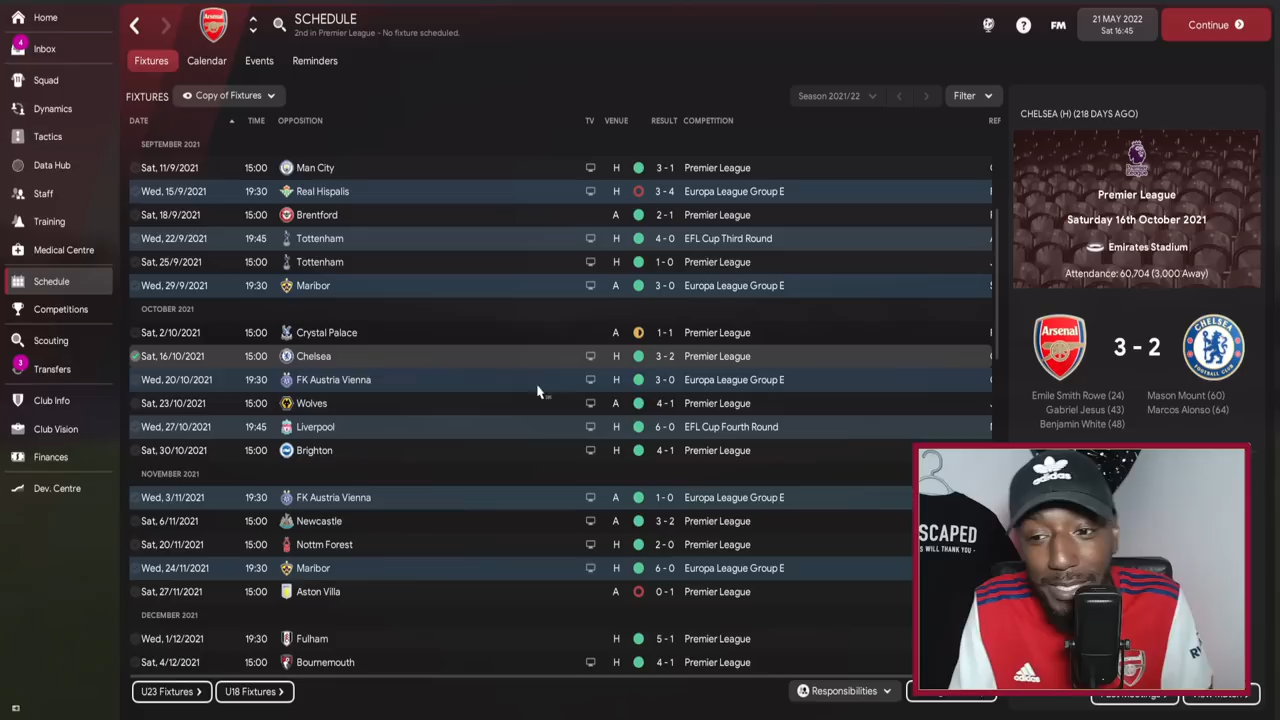 Home
Inbox
4
Squad
Dynamics
Tactics
Data Hub
Staff
Training
Medical Centre
Schedule
Competitions
Scouting
Transfers
3
Club Info
Club Vision
Finances
Dev. Centre
Arsenal
SCHEDULE
2nd in Premier League - No fixture scheduled.
FM
21 MAY 2022
Sat 16:45
Continue
Fixtures Calendar Events Reminders
FIXTURES Copy of Fixtures Season 2021/22 Filter
DATE TIME OPPOSITION TV VENUE RESULT COMPETITION REF
SEPTEMBER 2021
Sat, 11/9/2021 15:00 Man City H 3 - 1 Premier League
Wed, 15/9/2021 19:30 Real Hispalis H 3 - 4 Europa League Group E
Sat, 18/9/2021 15:00 Brentford A 2 - 1 Premier League
Wed, 22/9/2021 19:45 Tottenham H 4 - 0 EFL Cup Third Round
Sat, 25/9/2021 15:00 Tottenham H 1 - 0 Premier League
Wed, 29/9/2021 19:30 Maribor A 3 - 0 Europa League Group E
OCTOBER 2021
Sat, 2/10/2021 15:00 Crystal Palace A 1 - 1 Premier League
Sat, 16/10/2021 15:00 Chelsea H 3 - 2 Premier League
Wed, 20/10/2021 19:30 FK Austria Vienna H 3 - 0 Europa League Group E
Sat, 23/10/2021 15:00 Wolves A 4 - 1 Premier League
Wed, 27/10/2021 19:45 Liverpool H 6 - 0 EFL Cup Fourth Round
Sat, 30/10/2021 15:00 Brighton H 4 - 1 Premier League
NOVEMBER 2021
Wed, 3/11/2021 19:30 FK Austria Vienna A 1 - 0 Europa League Group E
Sat, 6/11/2021 15:00 Newcastle A 3 - 2 Premier League
Sat, 20/11/2021 15:00 Nottm Forest H 2 - 0 Premier League
Wed, 24/11/2021 19:30 Maribor H 6 - 0 Europa League Group E
Sat, 27/11/2021 15:00 Aston Villa A 0 - 1 Premier League
DECEMBER 2021
Wed, 1/12/2021 19:30 Fulham H 5 - 1 Premier League
Sat, 4/12/2021 15:00 Bournemouth H 4 - 1 Premier League
U23 Fixtures U18 Fixtures Responsibilities
CHELSEA (H) (218 DAYS AGO)
Premier League
Saturday 16th October 2021
Emirates Stadium
Attendance: 60,704 (3,000 Away)
Arsenal
3 - 2
CHELSEA
FOOTBALL CLUB
Emile Smith Rowe (24) Mason Mount (60)
Gabriel Jesus (43) Marcos Alonso (64)
Benjamin White (48)
adidas
SCAPED
S WILL THANK YOU -